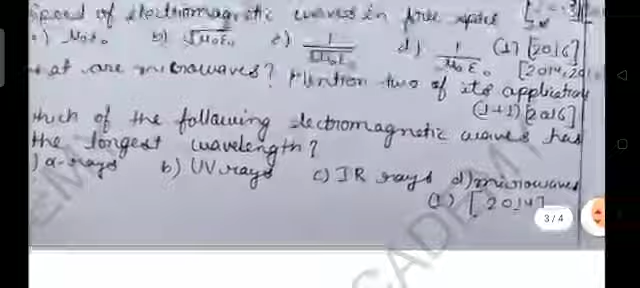 Speed of electromagnetic waves in free space
a) μ₀ε₀ b) √μ₀ε₀ c) 1/√μ₀ε₀ d) 1/μ₀ε₀ (1) [2016]
[2014,
at are microwaves? Mention two of its application
(1+1) [2016]
which of the following electromagnetic waves has
the longest wavelength?
) a-rays b) UV rays c) IR rays d) microwaves
(1) [2014]
3/4